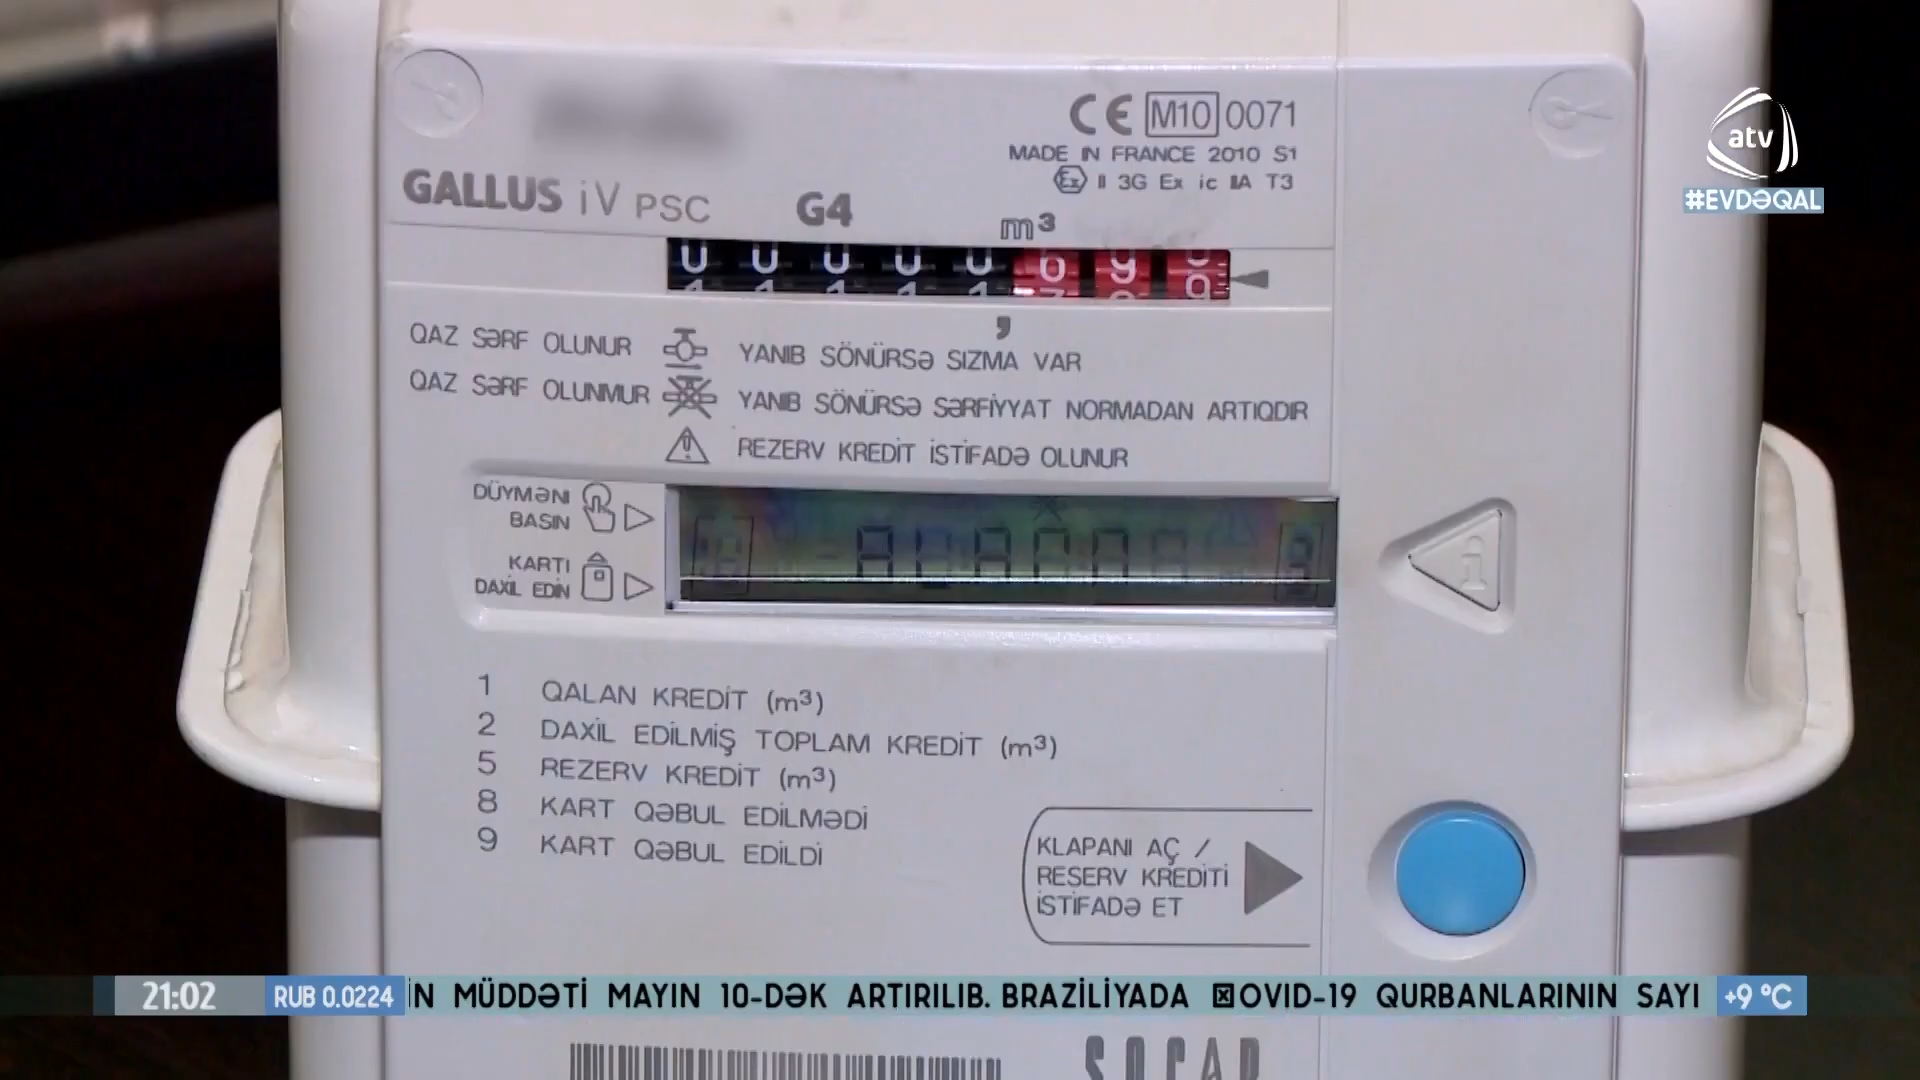 CE M10 0071
MADE IN FRANCE 2010 S1
Ex II 3G Ex ic IIA T3
atv
#EVDƏQAL
GALLUS iV PSC G4
m³
QAZ SƏRF OLUNUR YANIB SÖNÜRSƏ SIZMA VAR
QAZ SƏRF OLUNMUR YANIB SÖNÜRSƏ SƏRFİYYAT NORMADAN ARTIQDIR
REZERV KREDİT İSTİFADƏ OLUNUR
DÜYMƏNİ
BASIN
KARTI
DAXİL EDİN
1 QALAN KREDİT (m³)
2 DAXİL EDİLMİŞ TOPLAM KREDİT (m³)
5 REZERV KREDİT (m³)
8 KART QƏBUL EDİLMƏDİ
9 KART QƏBUL EDİLDİ
KLAPANI AÇ /
RESERV KREDİTİ
İSTİFADƏ ET
21:02 RUB 0.0224 İN MÜDDƏTİ MAYIN 10-DƏK ARTIRILIB. BRAZİLİYADA OVID-19 QURBANLARININ SAYI +9 °C
SOCAR